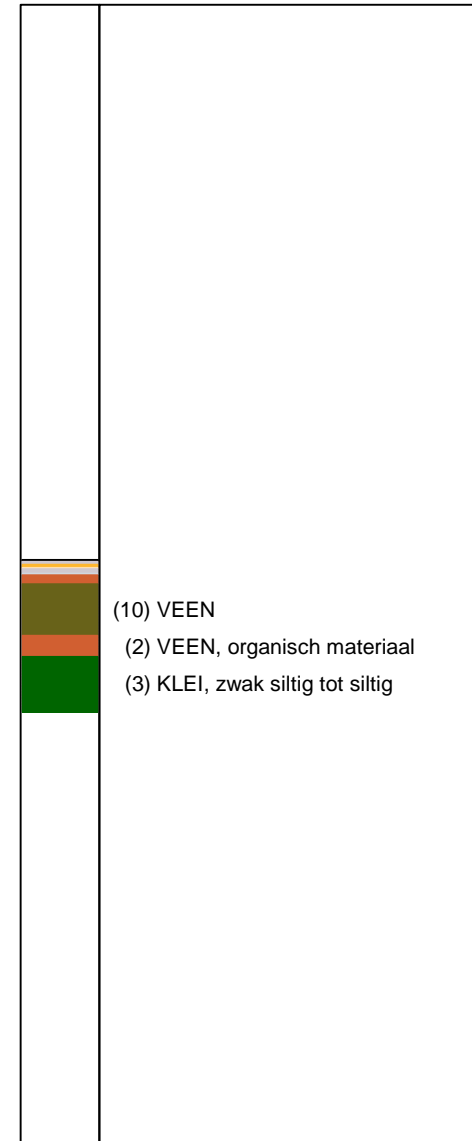 (10) VEEN
(2) VEEN, organisch materiaal
(3) KLEI, zwak siltig tot siltig